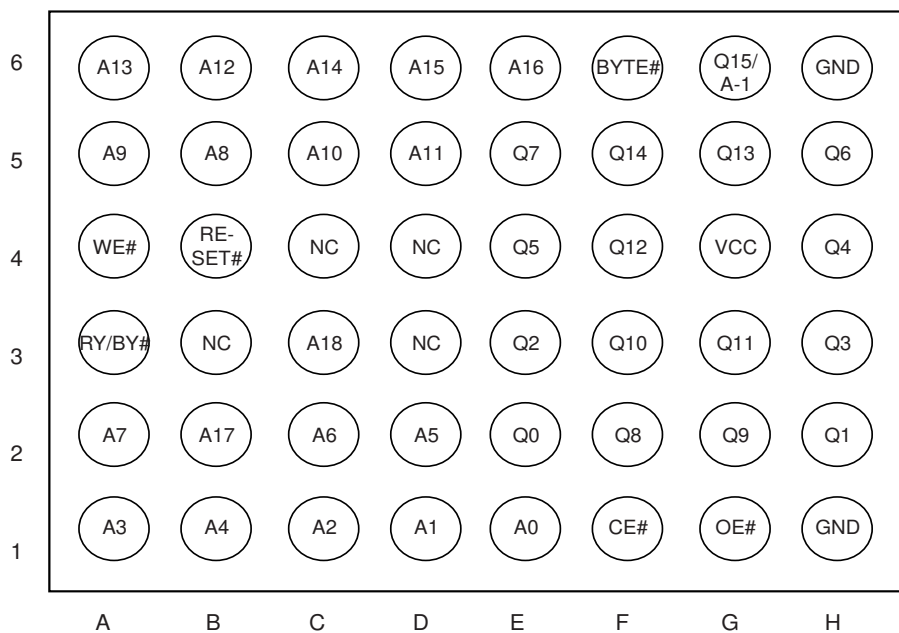 6 A13 A12 A14 A15 A16 BYTE# Q15/
A-1 GND
5 A9 A8 A10 A11 Q7 Q14 Q13 Q6
4 WE# RE-
SET# NC NC Q5 Q12 VCC Q4
3 RY/BY# NC A18 NC Q2 Q10 Q11 Q3
2 A7 A17 A6 A5 Q0 Q8 Q9 Q1
1 A3 A4 A2 A1 A0 CE# OE# GND
A B C D E F G H